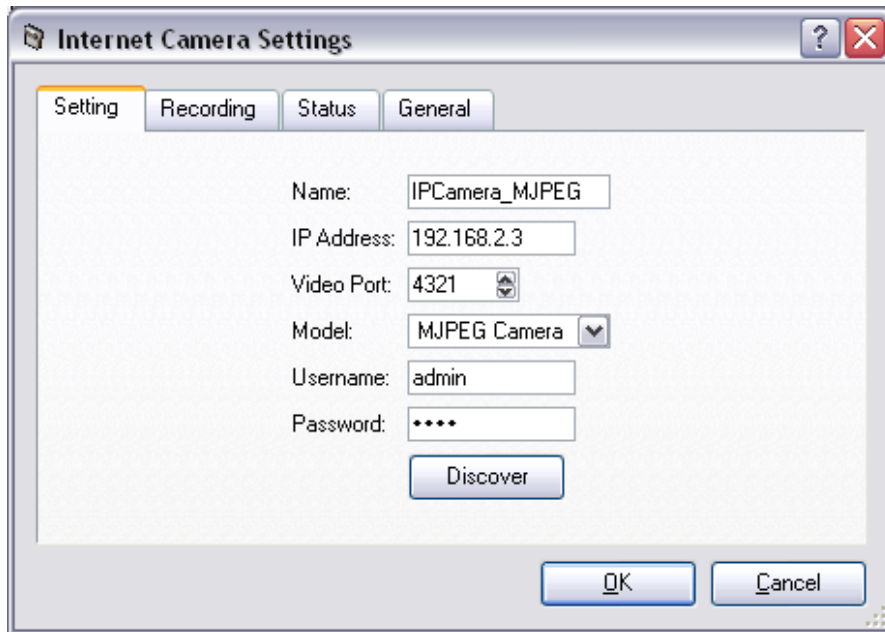 Internet Camera Settings
Setting Recording Status General
Name: IPCamera_MJPEG
IP Address: 192.168.2.3
Video Port: 4321
Model: MJPEG Camera
Username: admin
Password: ••••
Discover
OK Cancel